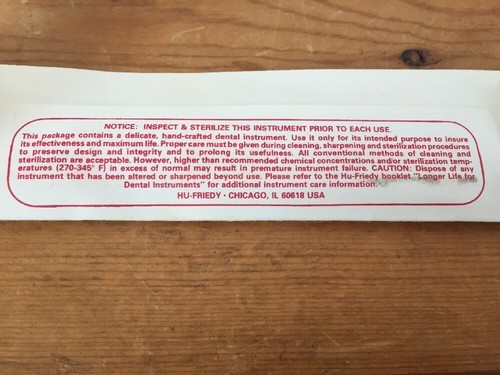 NOTICE: INSPECT & STERILIZE THIS INSTRUMENT PRIOR TO EACH USE.
This package contains a delicate, hand-crafted dental instrument. Use it only for its intended purpose to insure
its effectiveness and maximum life. Proper care must be given during cleaning, sharpening and sterilization procedures
to preserve design and integrity and to prolong its usefulness. All conventional methods of cleaning and
sterilization are acceptable. However, higher than recommended chemical concentrations and/or sterilization temp-
eratures (270-345° F) in excess of normal may result in premature instrument failure. CAUTION: Dispose of any
instrument that has been altered or sharpened beyond use. Please refer to the Hu-Friedy booklet "Longer Life for
Dental Instruments" for additional instrument care information.
HU-FRIEDY · CHICAGO, IL 60618 USA